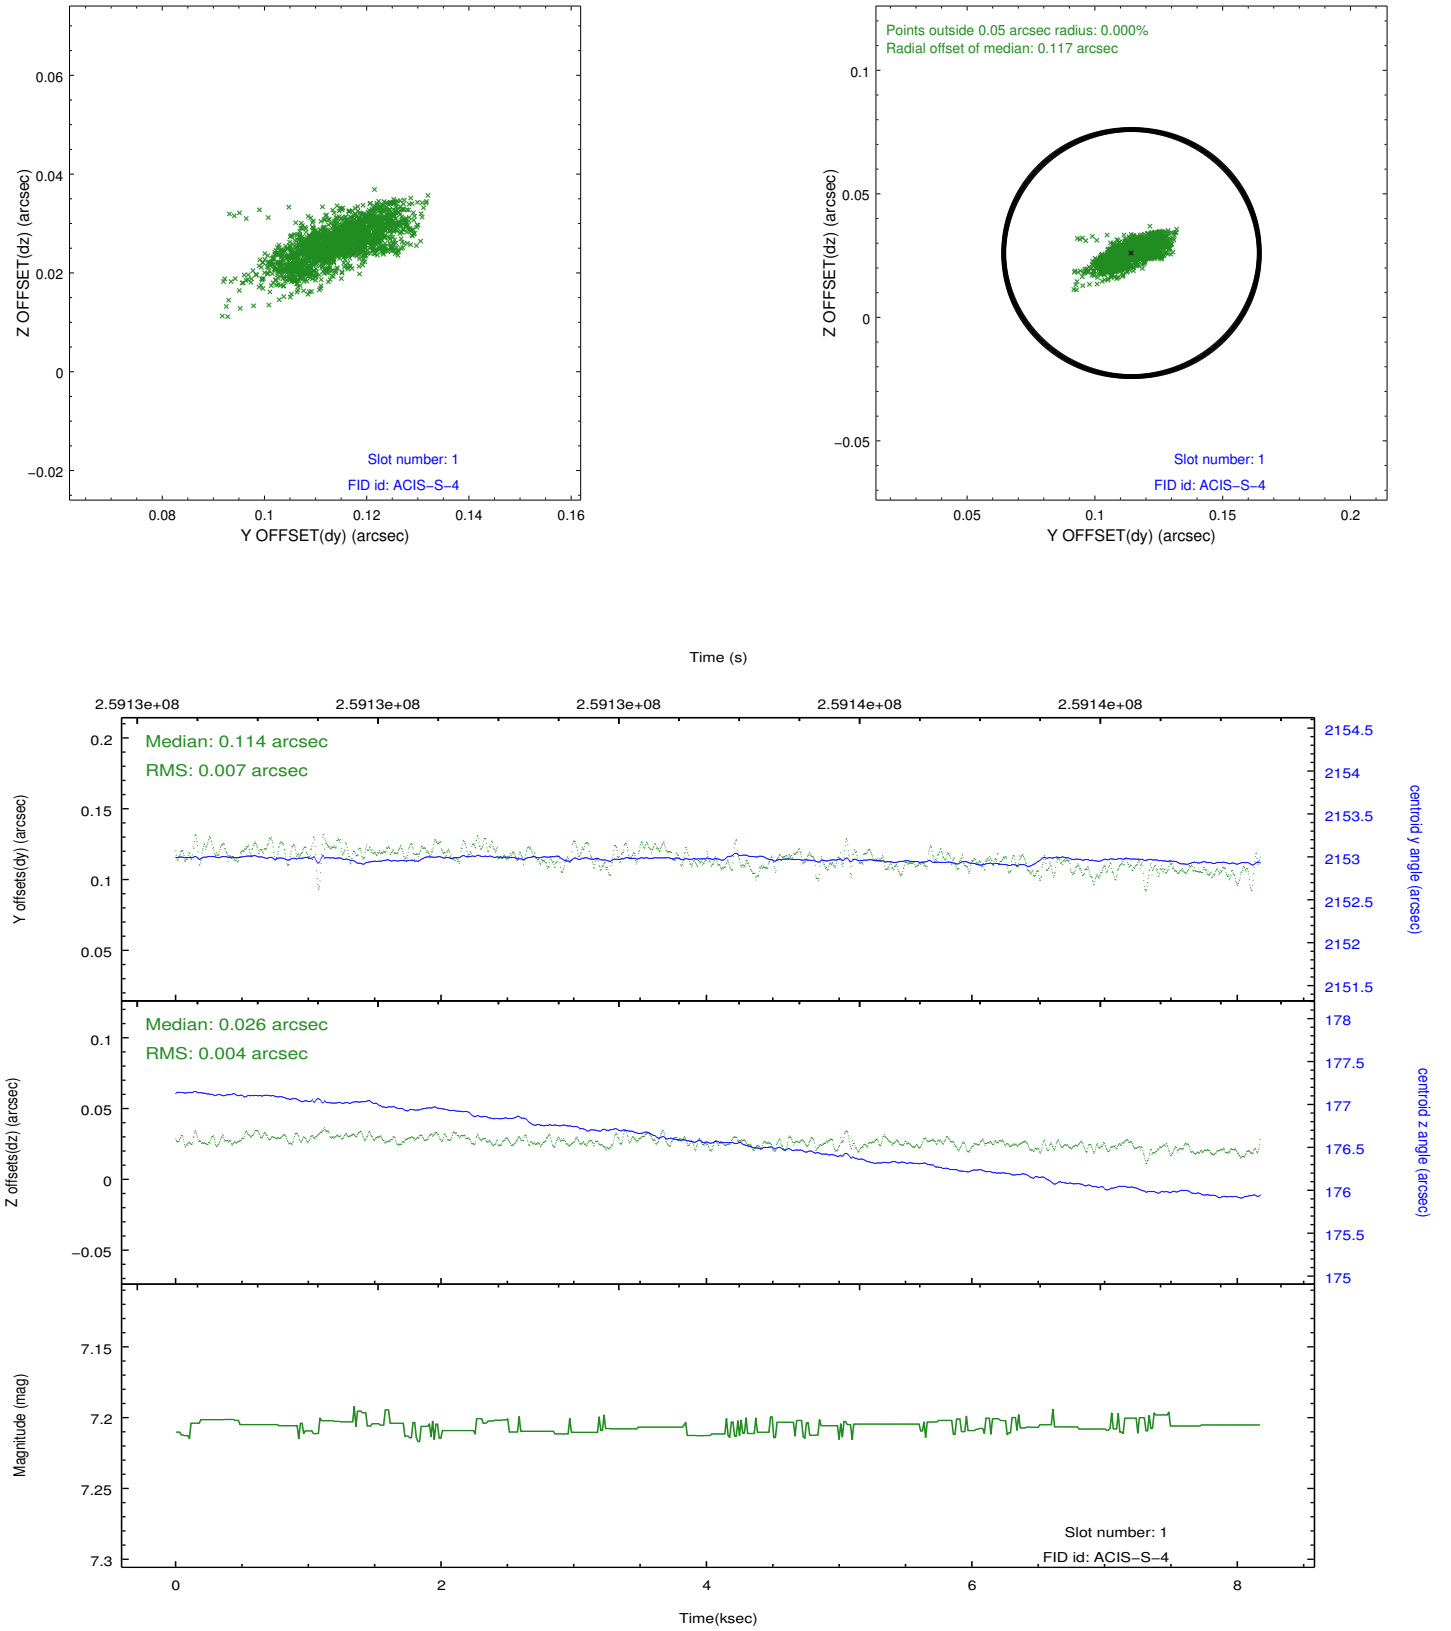 0.06
0.04
0.02
0
−0.02
Z OFFSET(dz) (arcsec)
Slot number: 1
FID id: ACIS−S−4
0.08
0.1
0.12
0.14
0.16
Y OFFSET(dy) (arcsec)
Points outside 0.05 arcsec radius: 0.000%
Radial offset of median: 0.117 arcsec
0.1
0.05
0
−0.05
Z OFFSET(dz) (arcsec)
Slot number: 1
FID id: ACIS−S−4
0.05
0.1
0.15
0.2
Y OFFSET(dy) (arcsec)
Time (s)
2.5913e+08
2.5913e+08
2.5913e+08
2.5914e+08
2.5914e+08
Median: 0.114 arcsec
RMS: 0.007 arcsec
0.2
0.15
0.1
0.05
Y offsets(dy) (arcsec)
2154.5
2154
2153.5
2153
2152.5
2152
2151.5
centroid y angle (arcsec)
Median: 0.026 arcsec
RMS: 0.004 arcsec
0.1
0.05
0
−0.05
Z offsets(dz) (arcsec)
178
177.5
177
176.5
176
175.5
175
centroid z angle (arcsec)
7.15
7.2
7.25
7.3
Magnitude (mag)
Slot number: 1
FID id: ACIS−S−4
0
2
4
6
8
Time(ksec)